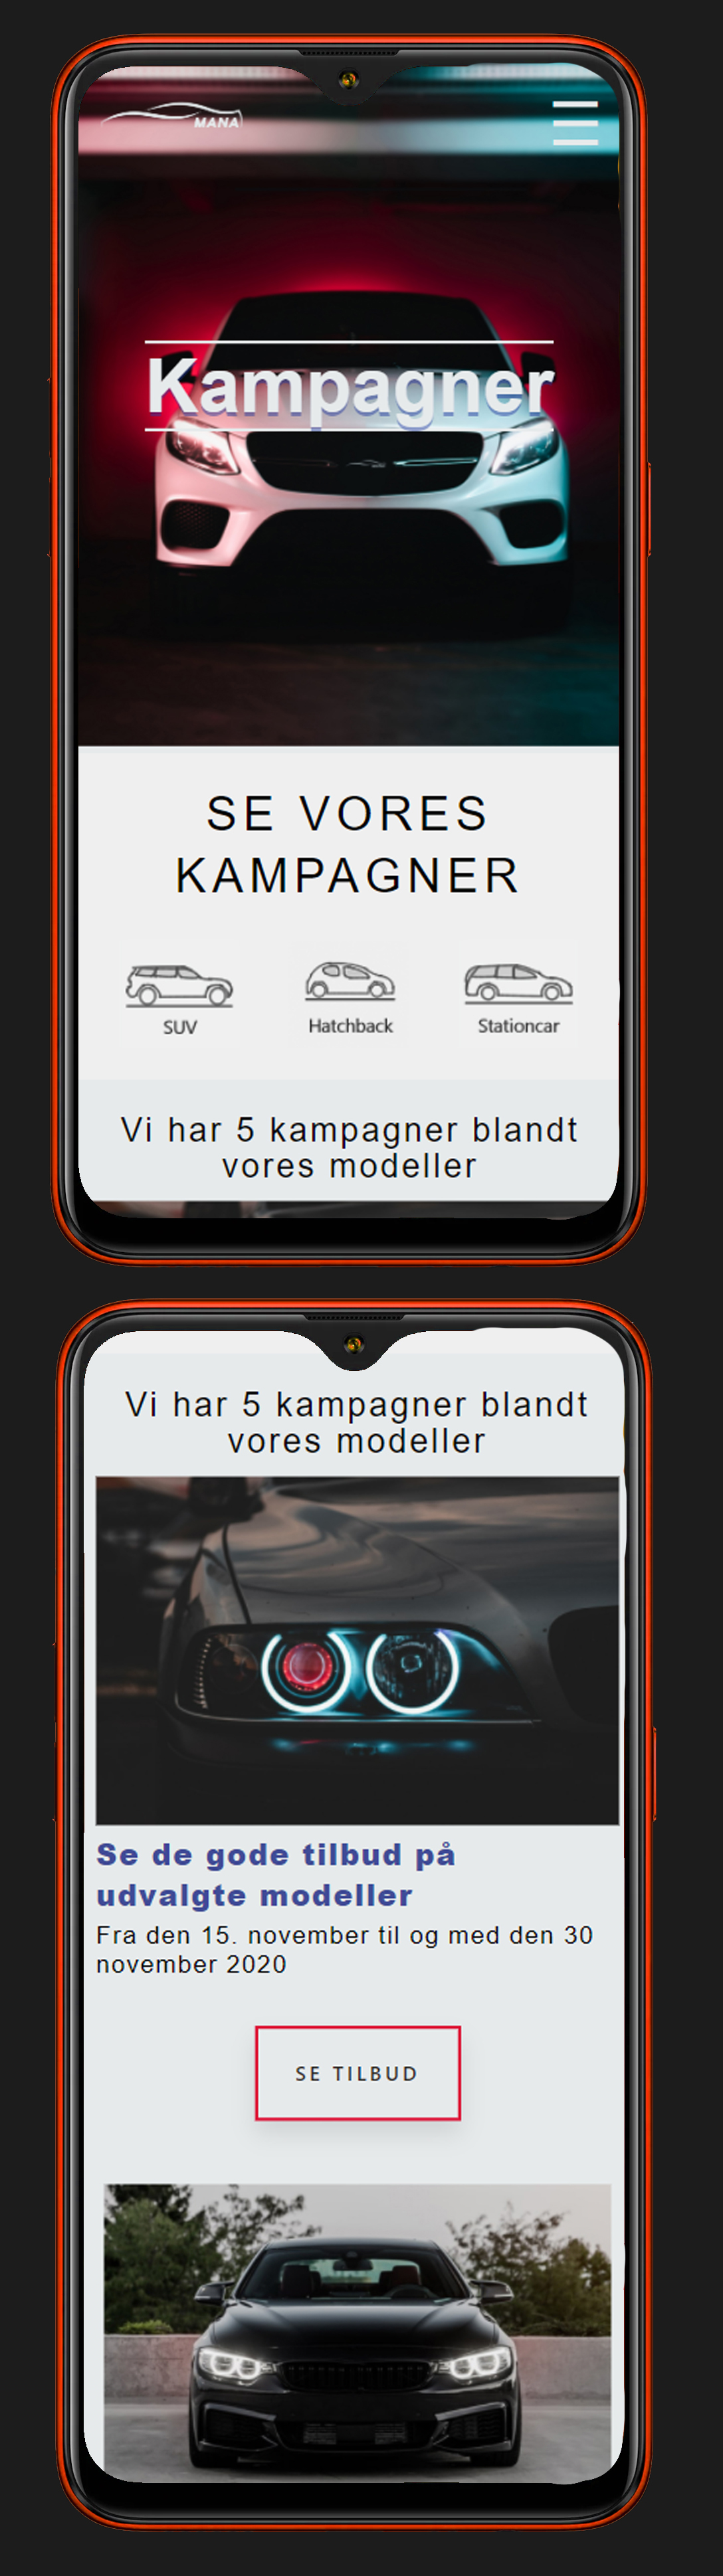 MANA
Kampagner
SE VORES
KAMPAGNER
SUV
Hatchback
Stationcar
Vi har 5 kampagner blandt
vores modeller
Vi har 5 kampagner blandt
vores modeller
Se de gode tilbud på
udvalgte modeller
Fra den 15. november til og med den 30
november 2020
SE TILBUD